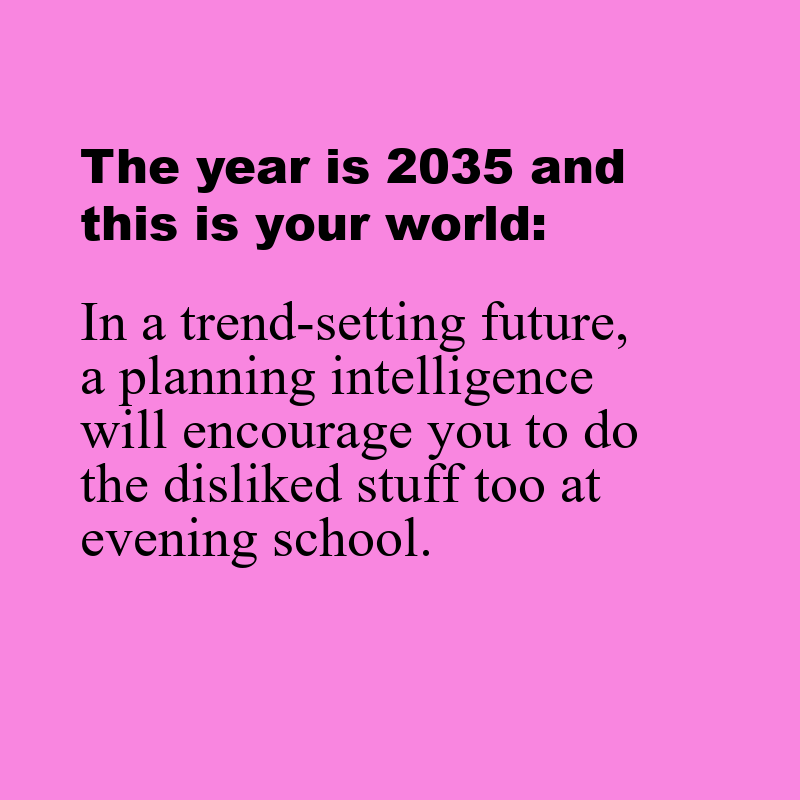 The year is 2035 and
this is your world:
In a trend-setting future,
a planning intelligence
will encourage you to do
the disliked stuff too at
evening school.